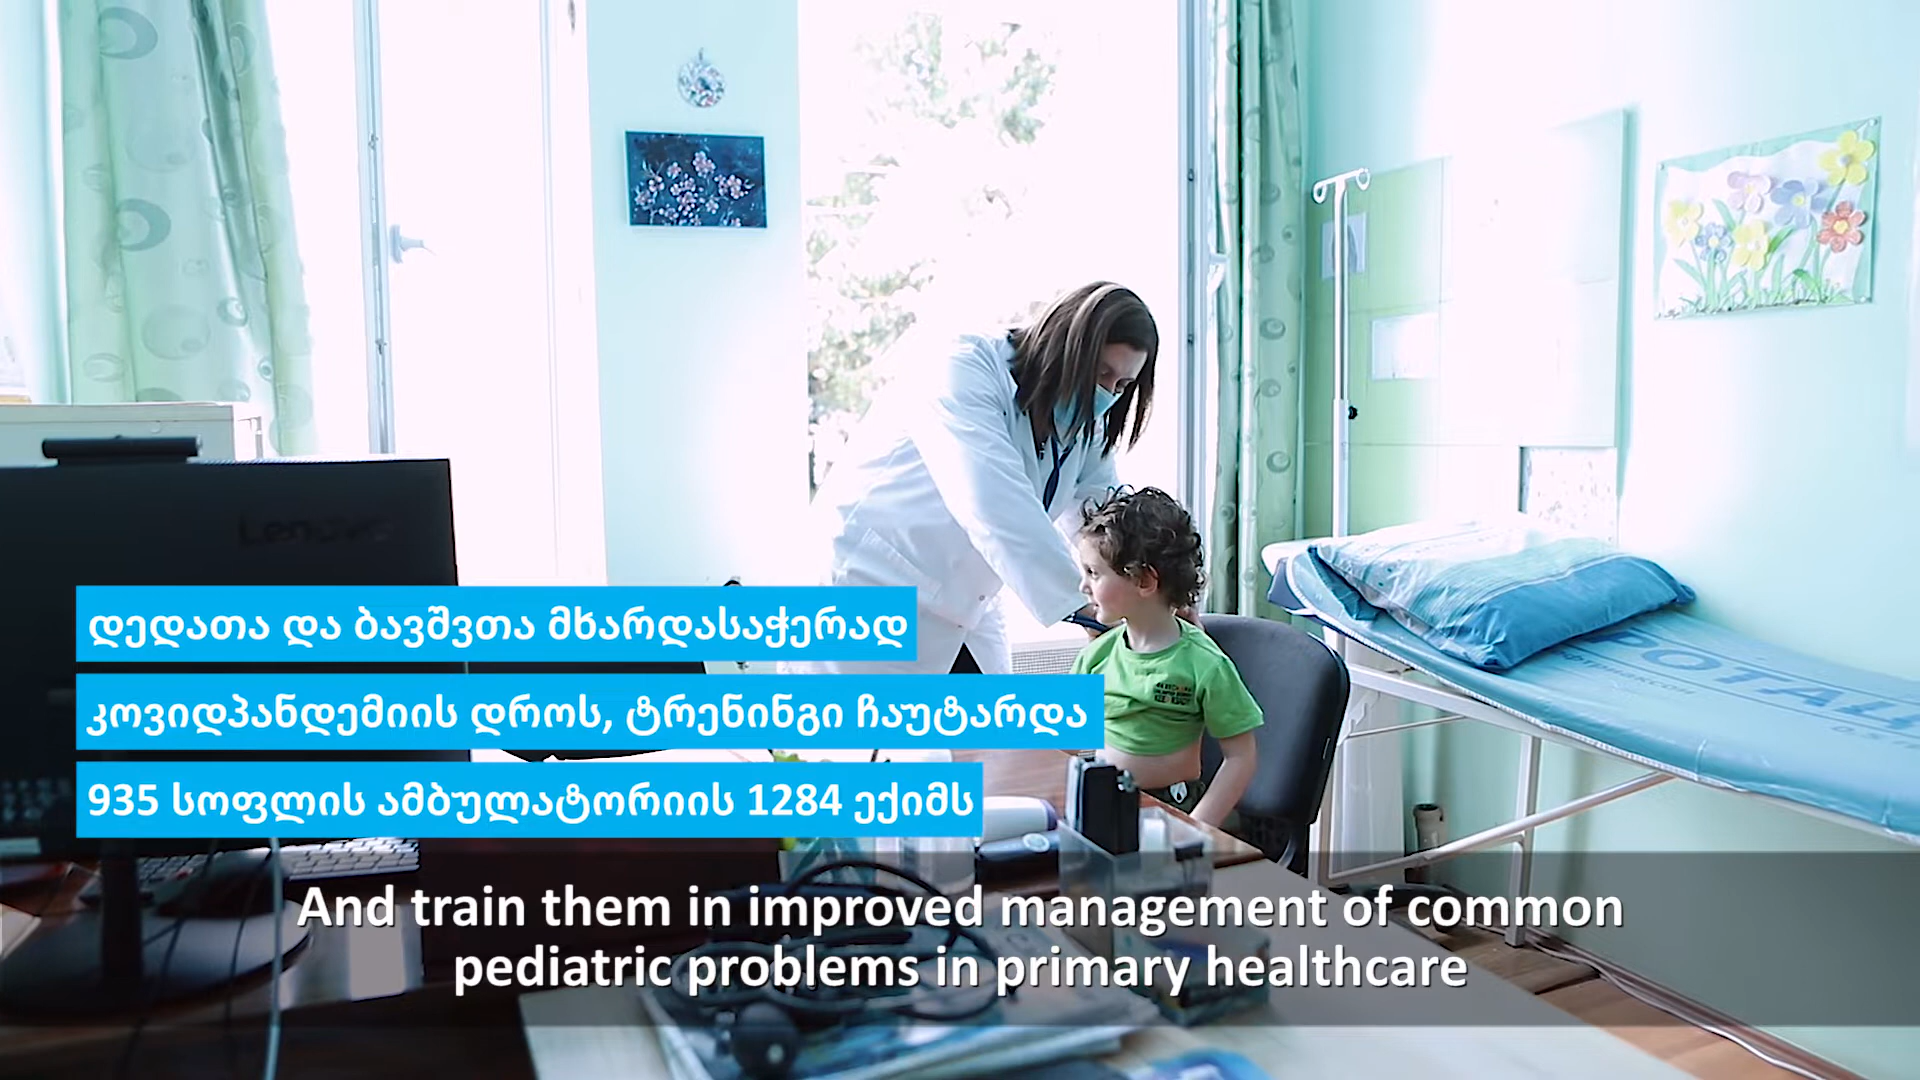 დედათა და ბავშვთა მხარდასაჭერად
კოვიდპანდემიის დროს, ტრენინგი ჩაუტარდა
935 სოფლის ამბულატორიის 1284 ექიმს
And train them in improved management of common
pediatric problems in primary healthcare
Lenovo